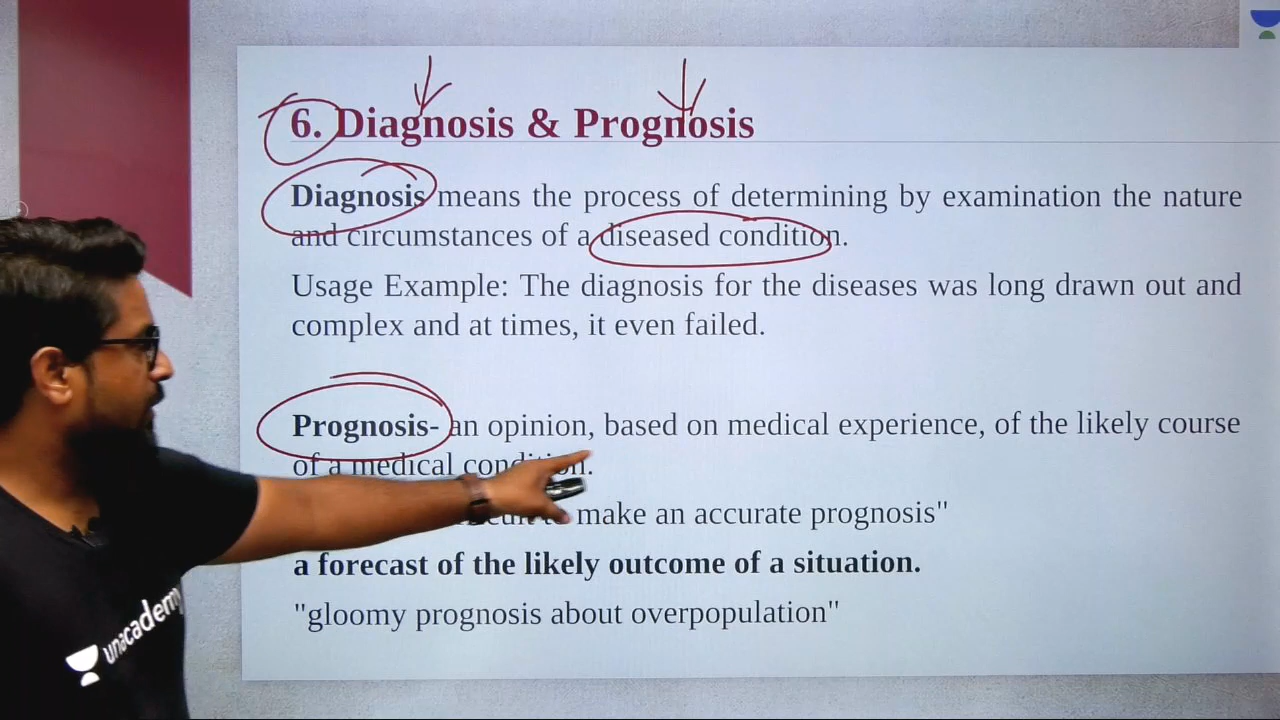 6. Diagnosis & Prognosis
Diagnosis means the process of determining by examination the nature
and circumstances of a diseased condition.
Usage Example: The diagnosis for the diseases was long drawn out and
complex and at times, it even failed.
Prognosis- an opinion, based on medical experience, of the likely course
of a medical condition.
make an accurate prognosis"
a forecast of the likely outcome of a situation.
"gloomy prognosis about overpopulation"
unacademy